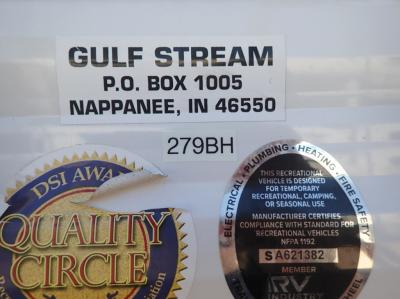 GULF STREAM
P.O. BOX 1005
NAPPANEE, IN 46550
279BH
DSI AWA
QUALITY
CIRCLE
ELECTRICAL • PLUMBING • HEATING • FIRE SAFETY
THIS RECREATIONAL
VEHICLE IS DESIGNED
FOR TEMPORARY
RECREATIONAL, CAMPING,
OR SEASONAL USE
MANUFACTURER CERTIFIES
COMPLIANCE WITH STANDARD FOR
RECREATIONAL VEHICLES
NFPA 1192
S A621382
MEMBER
RV
INDUSTRY